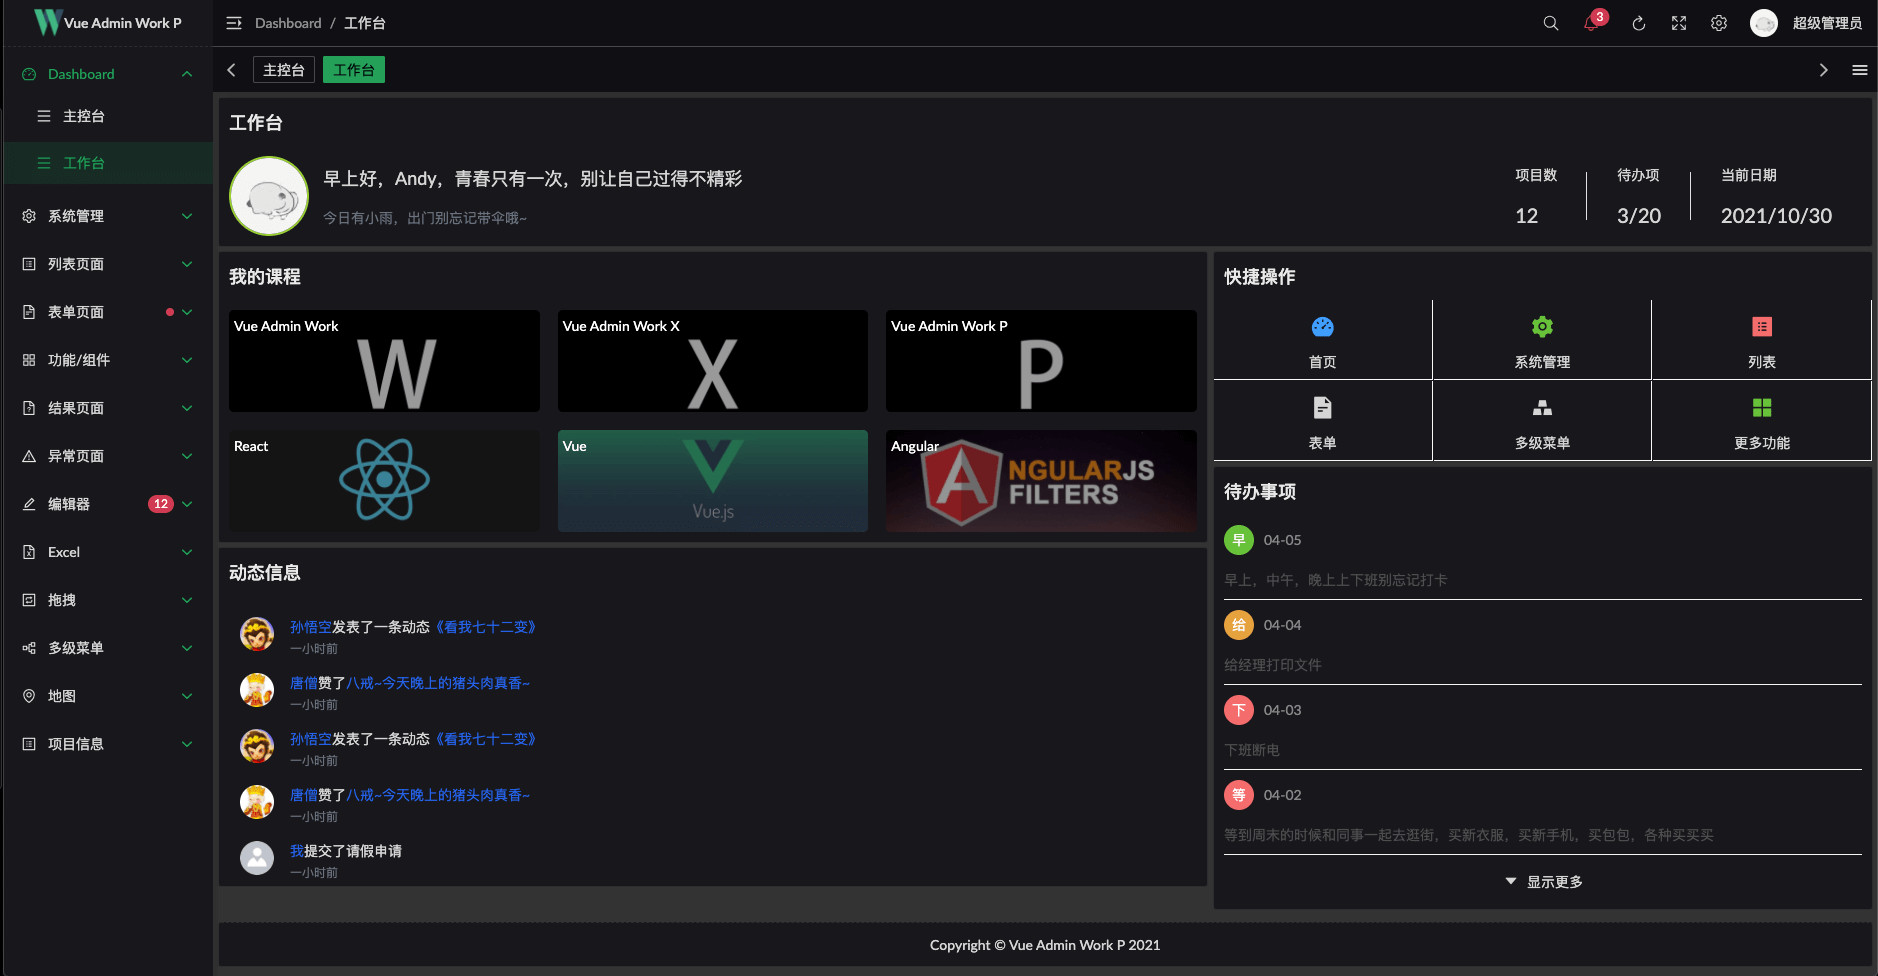 Vue Admin Work P
Dashboard / 工作台
3
超级管理员
主控台
工作台
Dashboard
主控台
工作台
系统管理
列表页面
表单页面
功能/组件
结果页面
异常页面
编辑器
12
Excel
拖拽
多级菜单
地图
项目信息
工作台
早上好，Andy，青春只有一次，别让自己过得不精彩
今日有小雨，出门别忘记带伞哦~
项目数
12
待办项
3/20
当前日期
2021/10/30
我的课程
Vue Admin Work
W
Vue Admin Work X
X
Vue Admin Work P
P
React
Vue
Vue.js
Angular
A
NGULARJS
FILTERS
快捷操作
首页
系统管理
列表
表单
多级菜单
更多功能
动态信息
孙悟空发表了一条动态《看我七十二变》
一小时前
唐僧赞了八戒~今天晚上的猪头肉真香~
一小时前
孙悟空发表了一条动态《看我七十二变》
一小时前
唐僧赞了八戒~今天晚上的猪头肉真香~
一小时前
我提交了请假申请
一小时前
待办事项
早 04-05
早上，中午，晚上上下班别忘记打卡
给 04-04
给经理打印文件
下 04-03
下班断电
等 04-02
等到周末的时候和同事一起去逛街，买新衣服，买新手机，买包包，各种买买买
显示更多
Copyright © Vue Admin Work P 2021